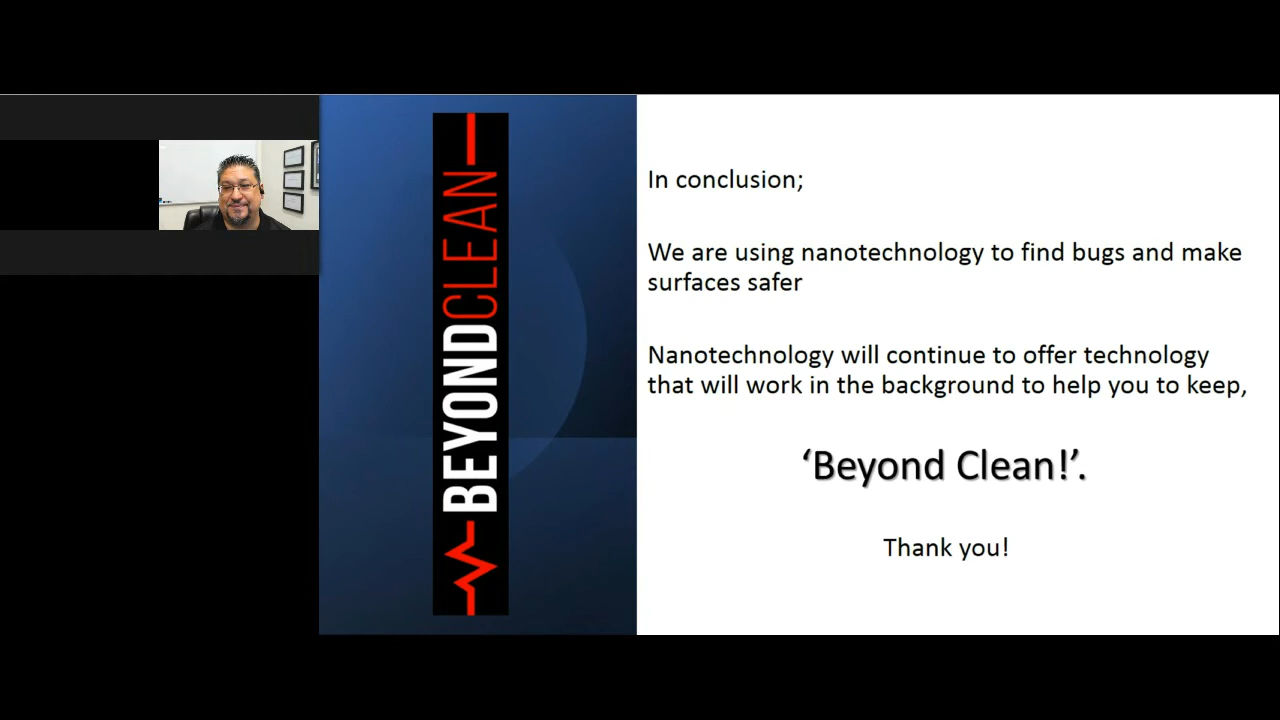 BEYONDCLEAN
In conclusion;
We are using nanotechnology to find bugs and make
surfaces safer
Nanotechnology will continue to offer technology
that will work in the background to help you to keep,
‘Beyond Clean!’.
Thank you!